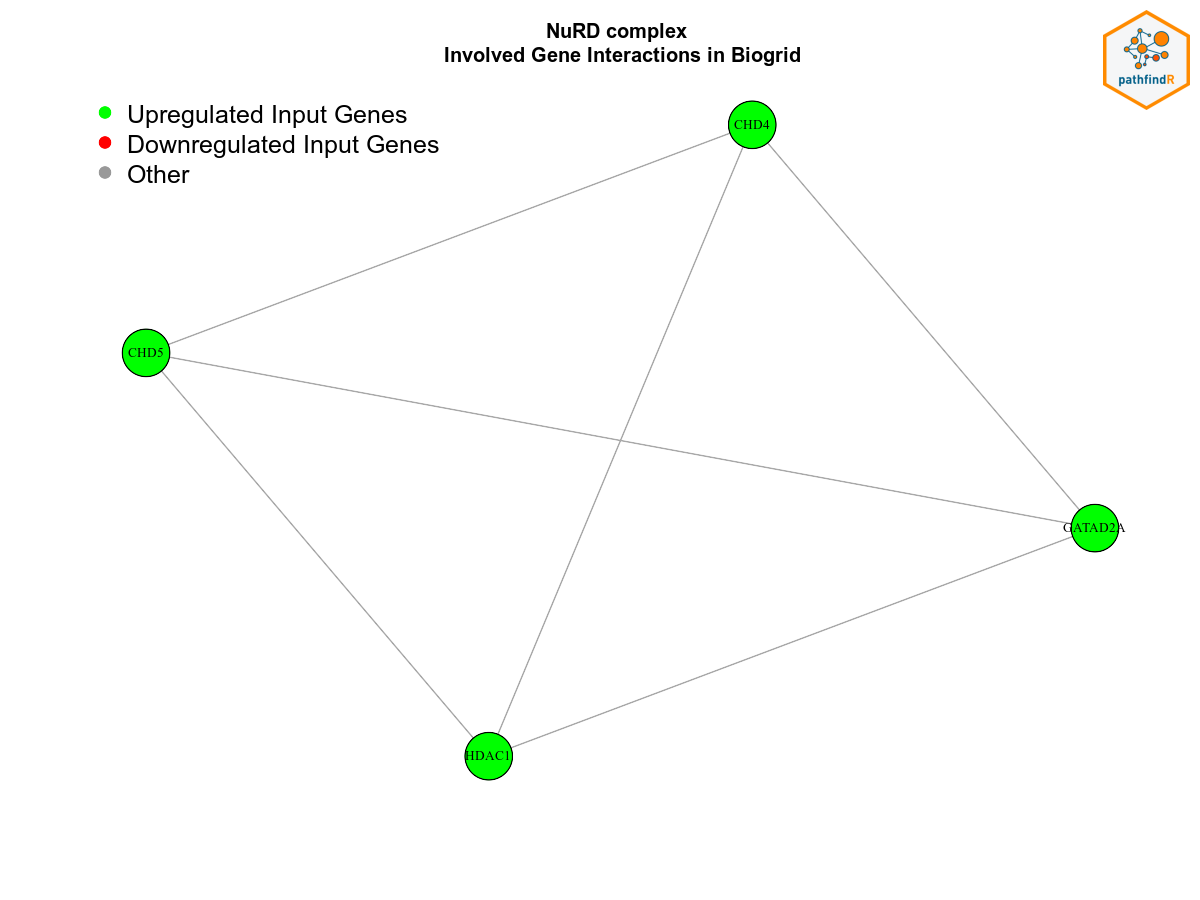 NuRD complex
Involved Gene Interactions in Biogrid
pathfindR
Upregulated Input Genes
Downregulated Input Genes
Other
CHD4
CHD5
GATAD2A
HDAC1